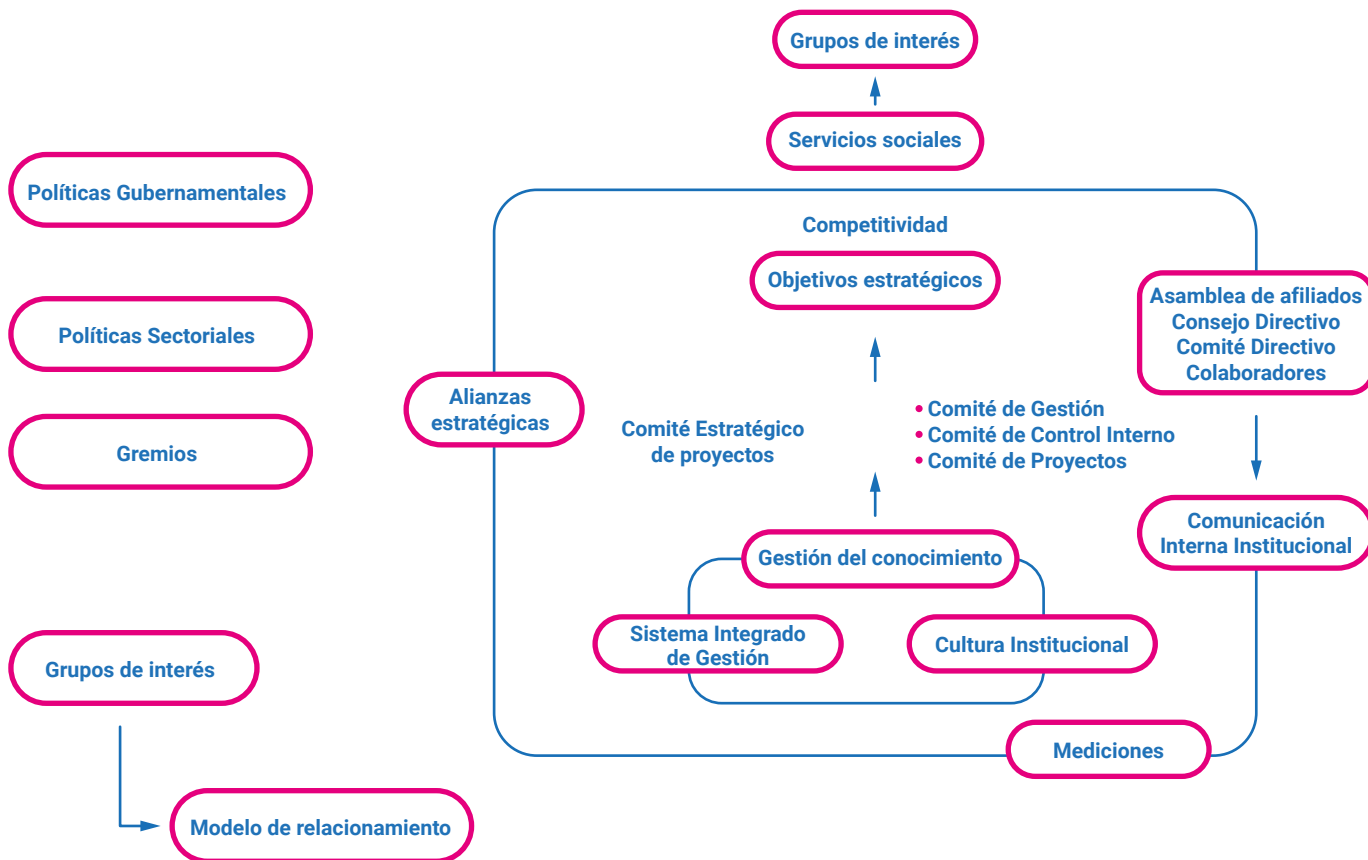 Grupos de interés
Servicios sociales
Políticas Gubernamentales
Políticas Sectoriales
Gremios
Grupos de interés
Modelo de relacionamiento
Competitividad
Objetivos estratégicos
Alianzas
estratégicas
Comité Estratégico
de proyectos
• Comité de Gestión
• Comité de Control Interno
• Comité de Proyectos
Asamblea de afiliados
Consejo Directivo
Comité Directivo
Colaboradores
Comunicación
Interna Institucional
Gestión del conocimiento
Sistema Integrado
de Gestión
Cultura Institucional
Mediciones